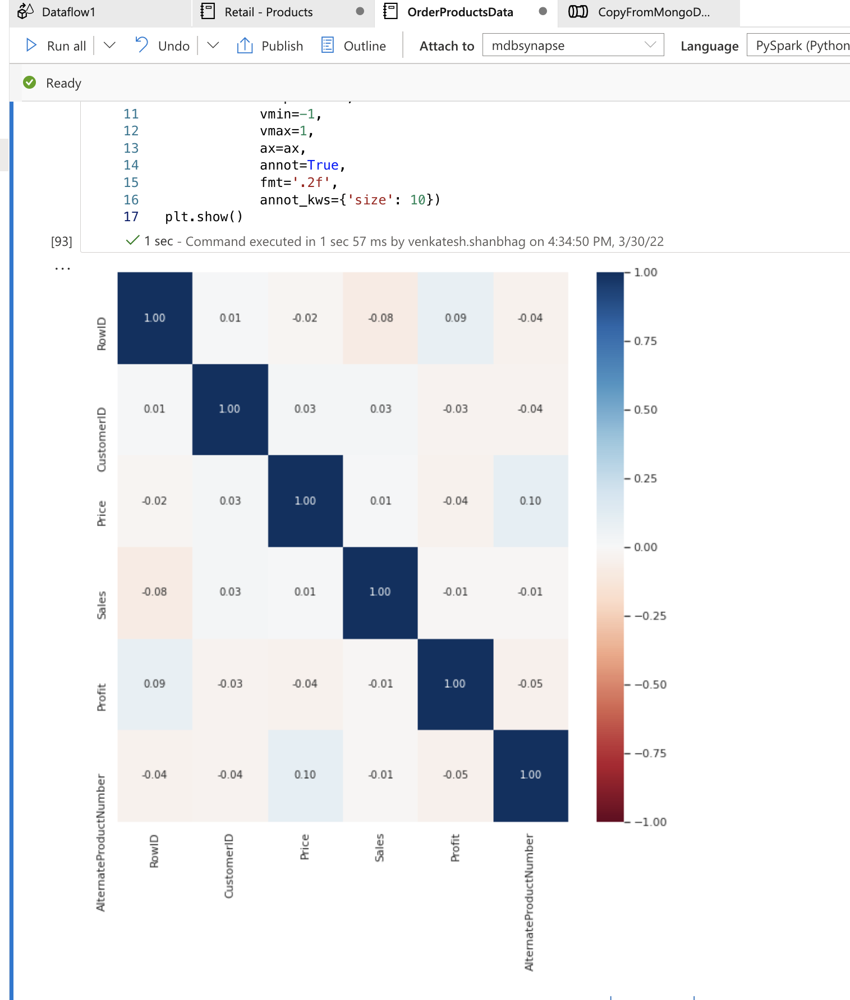 Dataflow1
Retail - Products
OrderProductsData
CopyFromMongoD...
Run all
Undo
Publish
Outline
Attach to
mdbsynapse
Language
PySpark (Python
Ready
11 vmin=-1,
12 vmax=1,
13 ax=ax,
14 annot=True,
15 fmt='.2f',
16 annot_kws={'size': 10})
17 plt.show()
[93]
1 sec - Command executed in 1 sec 57 ms by venkatesh.shanbhag on 4:34:50 PM, 3/30/22
...
RowID 1.00 0.01 -0.02 -0.08 0.09 -0.04
CustomerID 0.01 1.00 0.03 0.03 -0.03 -0.04
Price -0.02 0.03 1.00 0.01 -0.04 0.10
Sales -0.08 0.03 0.01 1.00 -0.01 -0.01
Profit 0.09 -0.03 -0.04 -0.01 1.00 -0.05
AlternateProductNumber -0.04 -0.04 0.10 -0.01 -0.05 1.00
RowID
CustomerID
Price
Sales
Profit
AlternateProductNumber
1.00
0.75
0.50
0.25
0.00
−0.25
−0.50
−0.75
−1.00